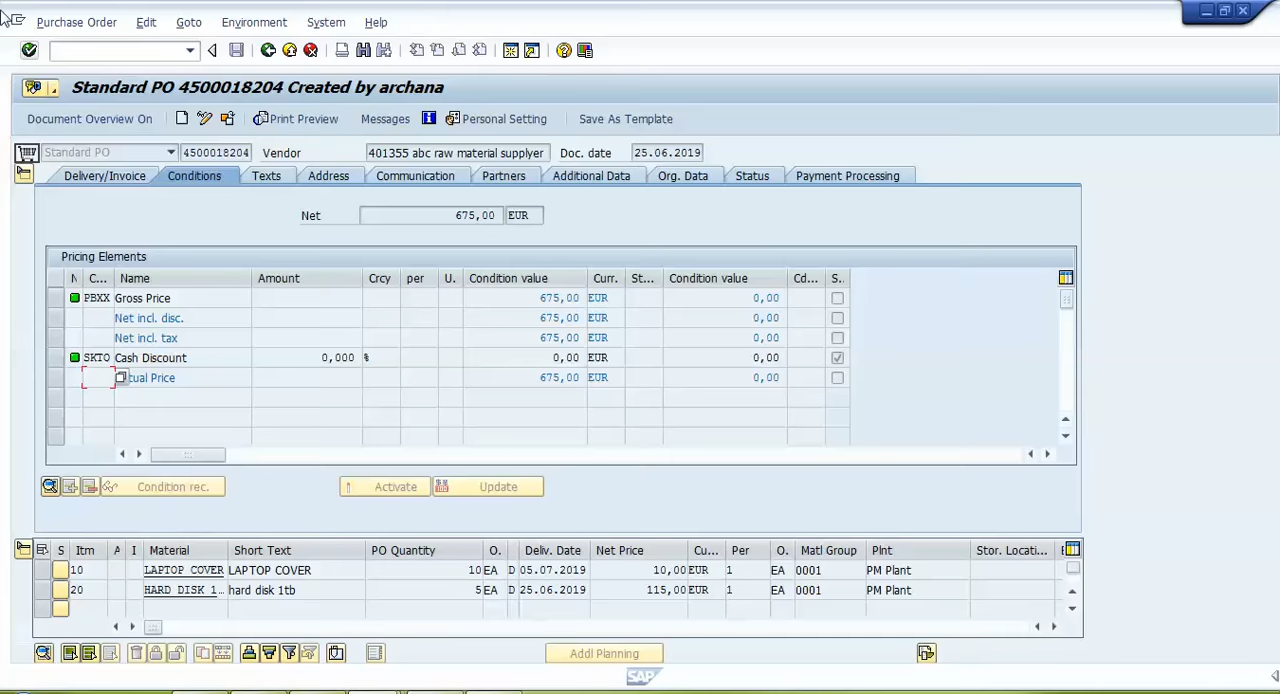 Purchase Order Edit Goto Environment System Help
Standard PO 4500018204 Created by archana
Document Overview On Print Preview Messages Personal Setting Save As Template
Standard PO 4500018204 Vendor 401355 abc raw material supplyer Doc. date 25.06.2019
Delivery/Invoice Conditions Texts Address Communication Partners Additional Data Org. Data Status Payment Processing
Net 675,00 EUR
Pricing Elements
N C... Name Amount Crcy per U. Condition value Curr. St... Condition value Cd... S..
PBXX Gross Price 675,00 EUR 0,00
Net incl. disc. 675,00 EUR 0,00
Net incl. tax 675,00 EUR 0,00
SKTO Cash Discount 0,000 % 0,00 EUR 0,00
tual Price 675,00 EUR 0,00
Condition rec. Activate Update
S Itm A I Material Short Text PO Quantity O. Deliv. Date Net Price Cu... Per O. Matl Group Plnt Stor. Locati...
10 LAPTOP COVER LAPTOP COVER 10 EA D 05.07.2019 10,00 EUR 1 EA 0001 PM Plant
20 HARD DISK 1... hard disk 1tb 5 EA D 25.06.2019 115,00 EUR 1 EA 0001 PM Plant
Addl Planning
SAP